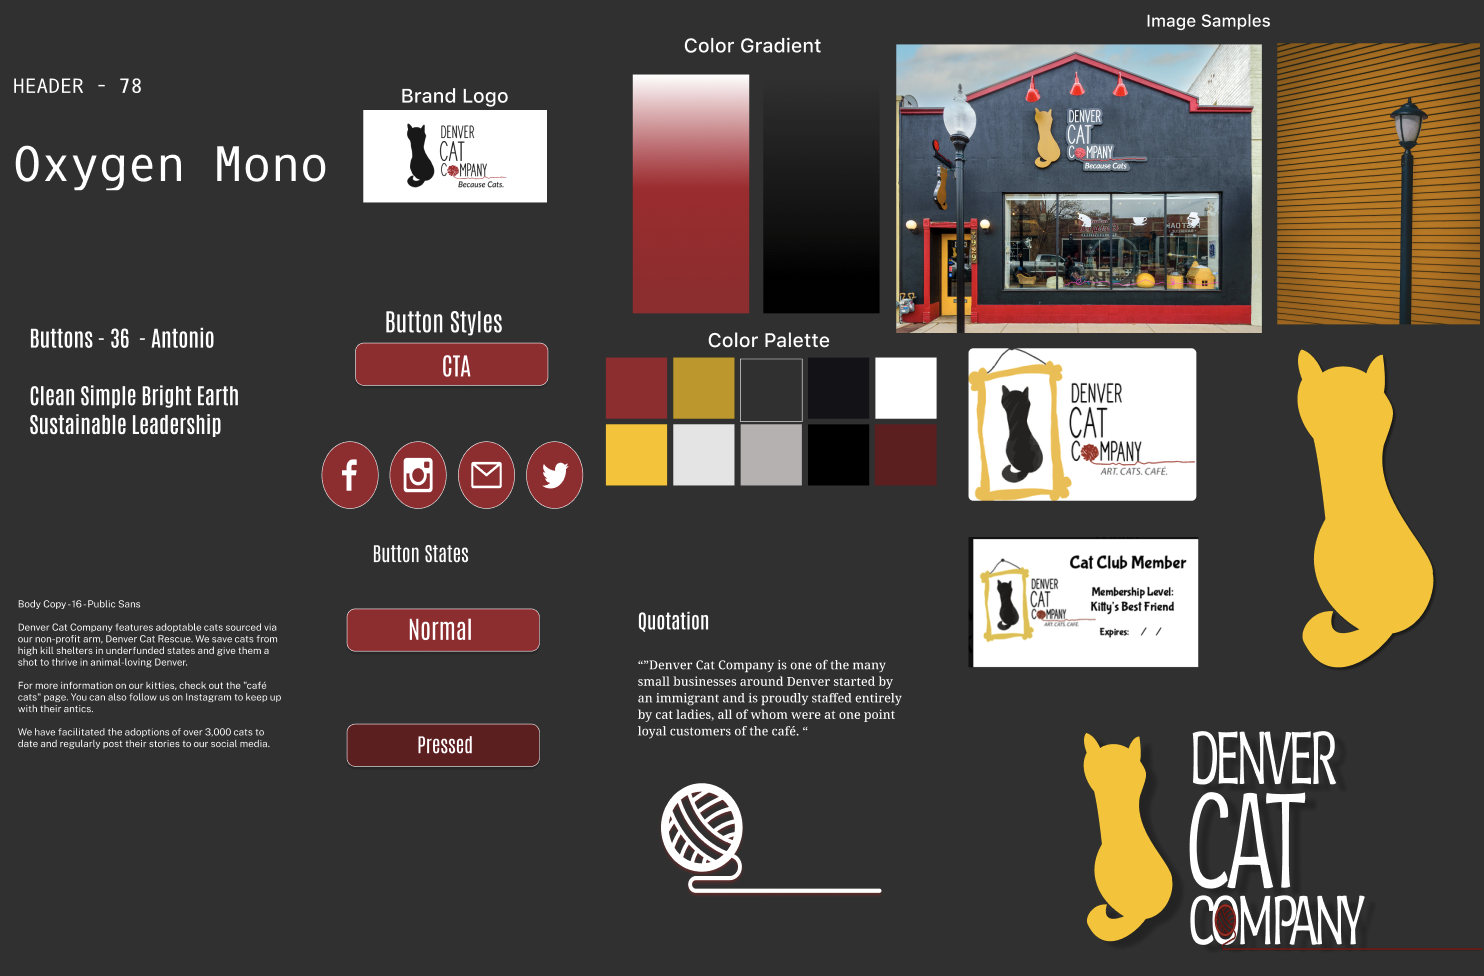 Image Samples
Color Gradient
HEADER - 78
Brand Logo
Oxygen Mono
DENVER
CAT
COMPANY
Because Cats.
DENVER
CAT
COMPANY
Because Cats
Buttons - 36 - Antonio
Clean Simple Bright Earth
Sustainable Leadership
Button Styles
CTA
Color Palette
DENVER
CAT
COMPANY
ART. CATS. CAFÉ.
Button States
Normal
Pressed
Cat Club Member
Membership Level:
Kitty's Best Friend
Expires: / /
DENVER
CAT
COMPANY
ART. CATS. CAFE.
Body Copy - 16 - Public Sans
Denver Cat Company features adoptable cats sourced via
our non-profit arm, Denver Cat Rescue. We save cats from
high kill shelters in underfunded states and give them a
shot to thrive in animal-loving Denver.
For more information on our kitties, check out the "café
cats" page. You can also follow us on Instagram to keep up
with their antics.
We have facilitated the adoptions of over 3,000 cats to
date and regularly post their stories to our social media.
Quotation
“”Denver Cat Company is one of the many
small businesses around Denver started by
an immigrant and is proudly staffed entirely
by cat ladies, all of whom were at one point
loyal customers of the café. “
DENVER
CAT
COMPANY